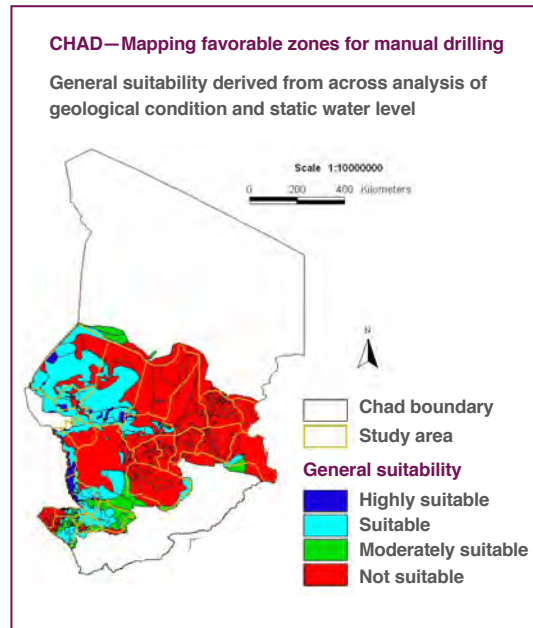 CHAD—Mapping favorable zones for manual drilling
General suitability derived from across analysis of
geological condition and static water level
Scale 1:10000000
0 200 400 Kilometers
N
Chad boundary
Study area
General suitability
Highly suitable
Suitable
Moderately suitable
Not suitable